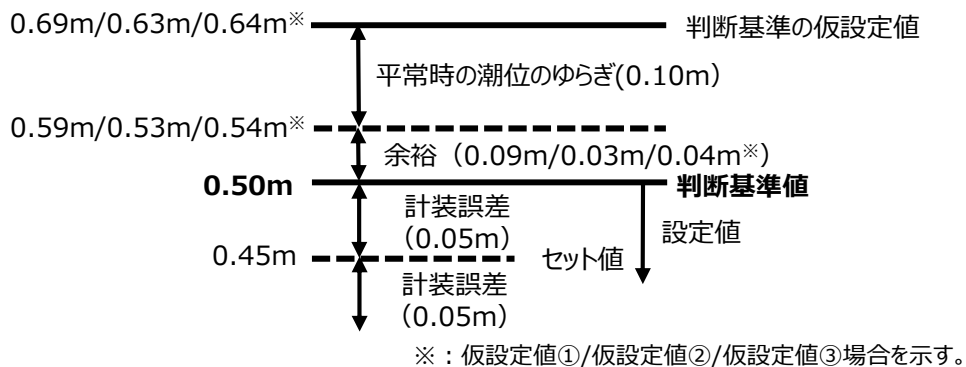 0.69m/0.63m/0.64m※ 判断基準の仮設定値
平常時の潮位のゆらぎ(0.10m)
0.59m/0.53m/0.54m※
余裕（0.09m/0.03m/0.04m※）
0.50m 判断基準値
計装誤差
（0.05m）
設定値
0.45m セット値
計装誤差
（0.05m）
※：仮設定値①/仮設定値②/仮設定値③場合を示す。